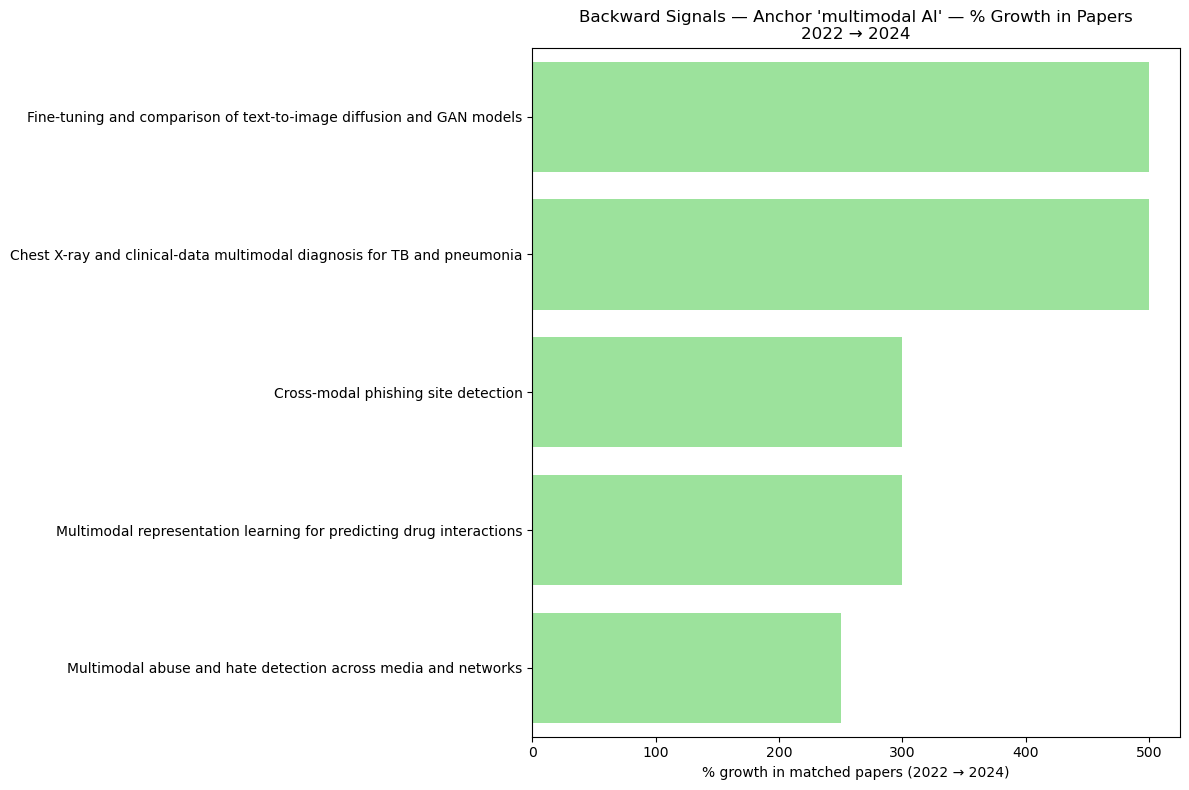 Backward Signals — Anchor 'multimodal AI' — % Growth in Papers
2022 → 2024
Fine-tuning and comparison of text-to-image diffusion and GAN models
Chest X-ray and clinical-data multimodal diagnosis for TB and pneumonia
Cross-modal phishing site detection
Multimodal representation learning for predicting drug interactions
Multimodal abuse and hate detection across media and networks
0 100 200 300 400 500
% growth in matched papers (2022 → 2024)